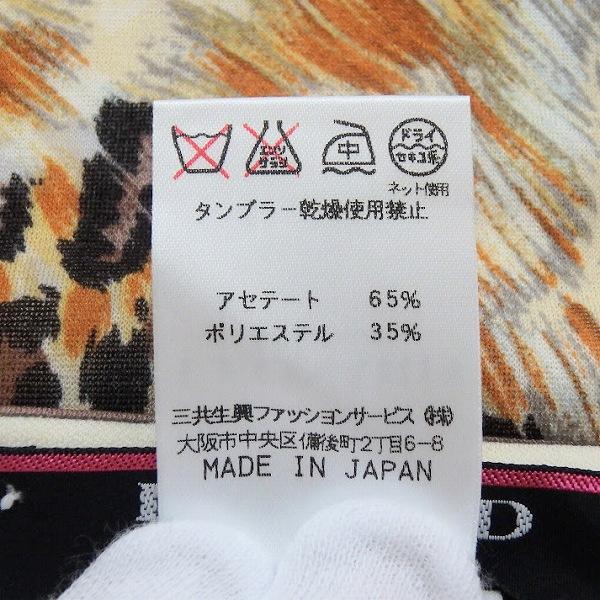 エンソ サラシ
中
ドライ
セキユ系
ネット使用
タンブラー乾燥使用禁止
アセテート 65%
ポリエステル 35%
三共生興ファッションサービス㈱
大阪市中央区備後町2丁目6-8
MADE IN JAPAN
D